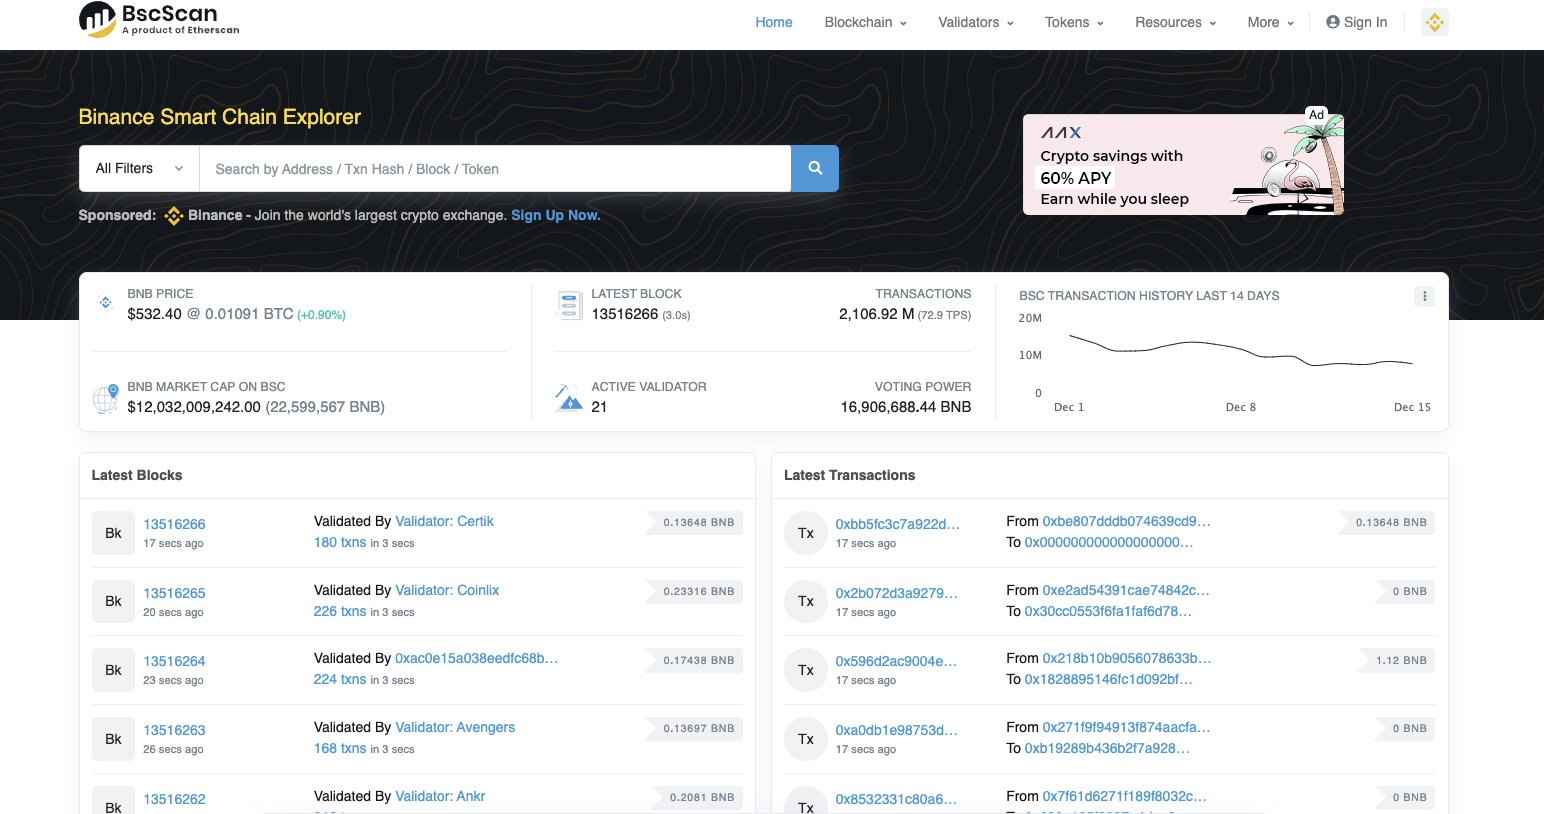 BscScan
A product of Etherscan
Home
Blockchain
Validators
Tokens
Resources
More
Sign In
Binance Smart Chain Explorer
All Filters
Search by Address / Txn Hash / Block / Token
Sponsored: Binance - Join the world's largest crypto exchange. Sign Up Now.
Ad
AAX
Crypto savings with
60% APY
Earn while you sleep
BNB PRICE
$532.40 @ 0.01091 BTC (+0.90%)
BNB MARKET CAP ON BSC
$12,032,009,242.00 (22,599,567 BNB)
LATEST BLOCK
13516266 (3.0s)
TRANSACTIONS
2,106.92 M (72.9 TPS)
ACTIVE VALIDATOR
21
VOTING POWER
16,906,688.44 BNB
BSC TRANSACTION HISTORY LAST 14 DAYS
20M
10M
0
Dec 1
Dec 8
Dec 15
Latest Blocks
Bk
13516266
17 secs ago
Validated By Validator: Certik
180 txns in 3 secs
0.13648 BNB
Bk
13516265
20 secs ago
Validated By Validator: Coinlix
226 txns in 3 secs
0.23316 BNB
Bk
13516264
23 secs ago
Validated By 0xac0e15a038eedfc68b...
224 txns in 3 secs
0.17438 BNB
Bk
13516263
26 secs ago
Validated By Validator: Avengers
168 txns in 3 secs
0.13697 BNB
Bk
13516262
Validated By Validator: Ankr
0.2081 BNB
Latest Transactions
Tx
0xbb5fc3c7a922d...
17 secs ago
From 0xbe807dddb074639cd9...
To 0x000000000000000000...
0.13648 BNB
Tx
0x2b072d3a9279...
17 secs ago
From 0xe2ad54391cae74842c...
To 0x30cc0553f6fa1faf6d78...
0 BNB
Tx
0x596d2ac9004e...
17 secs ago
From 0x218b10b9056078633b...
To 0x1828895146fc1d092bf...
1.12 BNB
Tx
0xa0db1e98753d...
17 secs ago
From 0x271f9f94913f874aacfa...
To 0xb19289b436b2f7a928...
0 BNB
Tx
0x8532331c80a6...
From 0x7f61d6271f189f8032c...
0 BNB